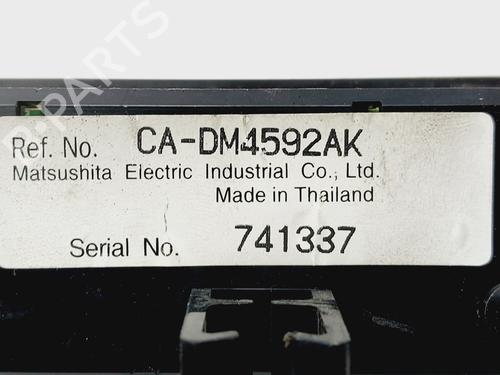 B-PARTS
Ref. No. CA-DM4592AK
Matsushita Electric Industrial Co., Ltd.
Made in Thailand
Serial No. 741337